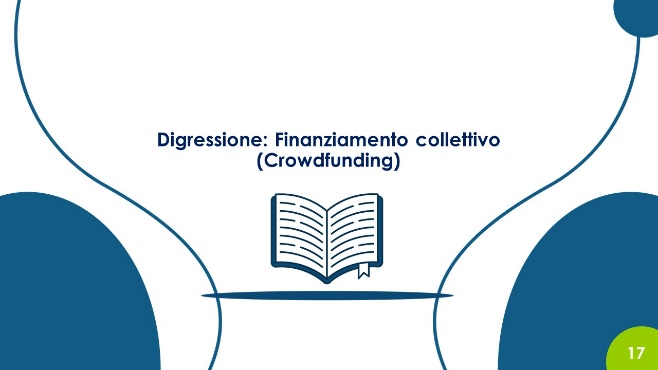 Digressione: Finanziamento collettivo
(Crowdfunding)
17